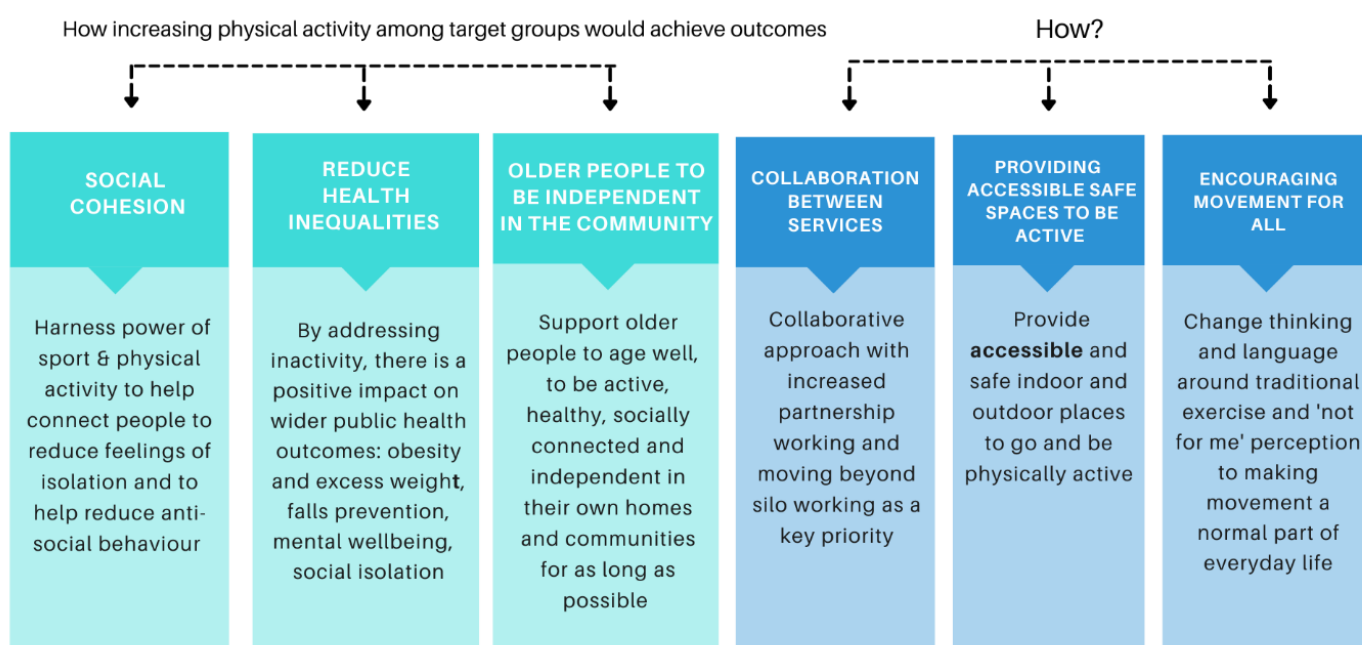 How increasing physical activity among target groups would achieve outcomes
How?
SOCIAL
COHESION
Harness power of
sport & physical
activity to help
connect people to
reduce feelings of
isolation and to
help reduce anti-
social behaviour
REDUCE
HEALTH
INEQUALITIES
By addressing
inactivity, there is a
positive impact on
wider public health
outcomes: obesity
and excess weight,
falls prevention,
mental wellbeing,
social isolation
OLDER PEOPLE TO
BE INDEPENDENT
IN THE COMMUNITY
Support older
people to age well,
to be active,
healthy, socially
connected and
independent in
their own homes
and communities
for as long as
possible
COLLABORATION
BETWEEN
SERVICES
Collaborative
approach with
increased
partnership
working and
moving beyond
silo working as a
key priority
PROVIDING
ACCESSIBLE SAFE
SPACES TO BE
ACTIVE
Provide
accessible and
safe indoor and
outdoor places
to go and be
physically active
ENCOURAGING
MOVEMENT FOR
ALL
Change thinking
and language
around traditional
exercise and 'not
for me' perception
to making
movement a
normal part of
everyday life